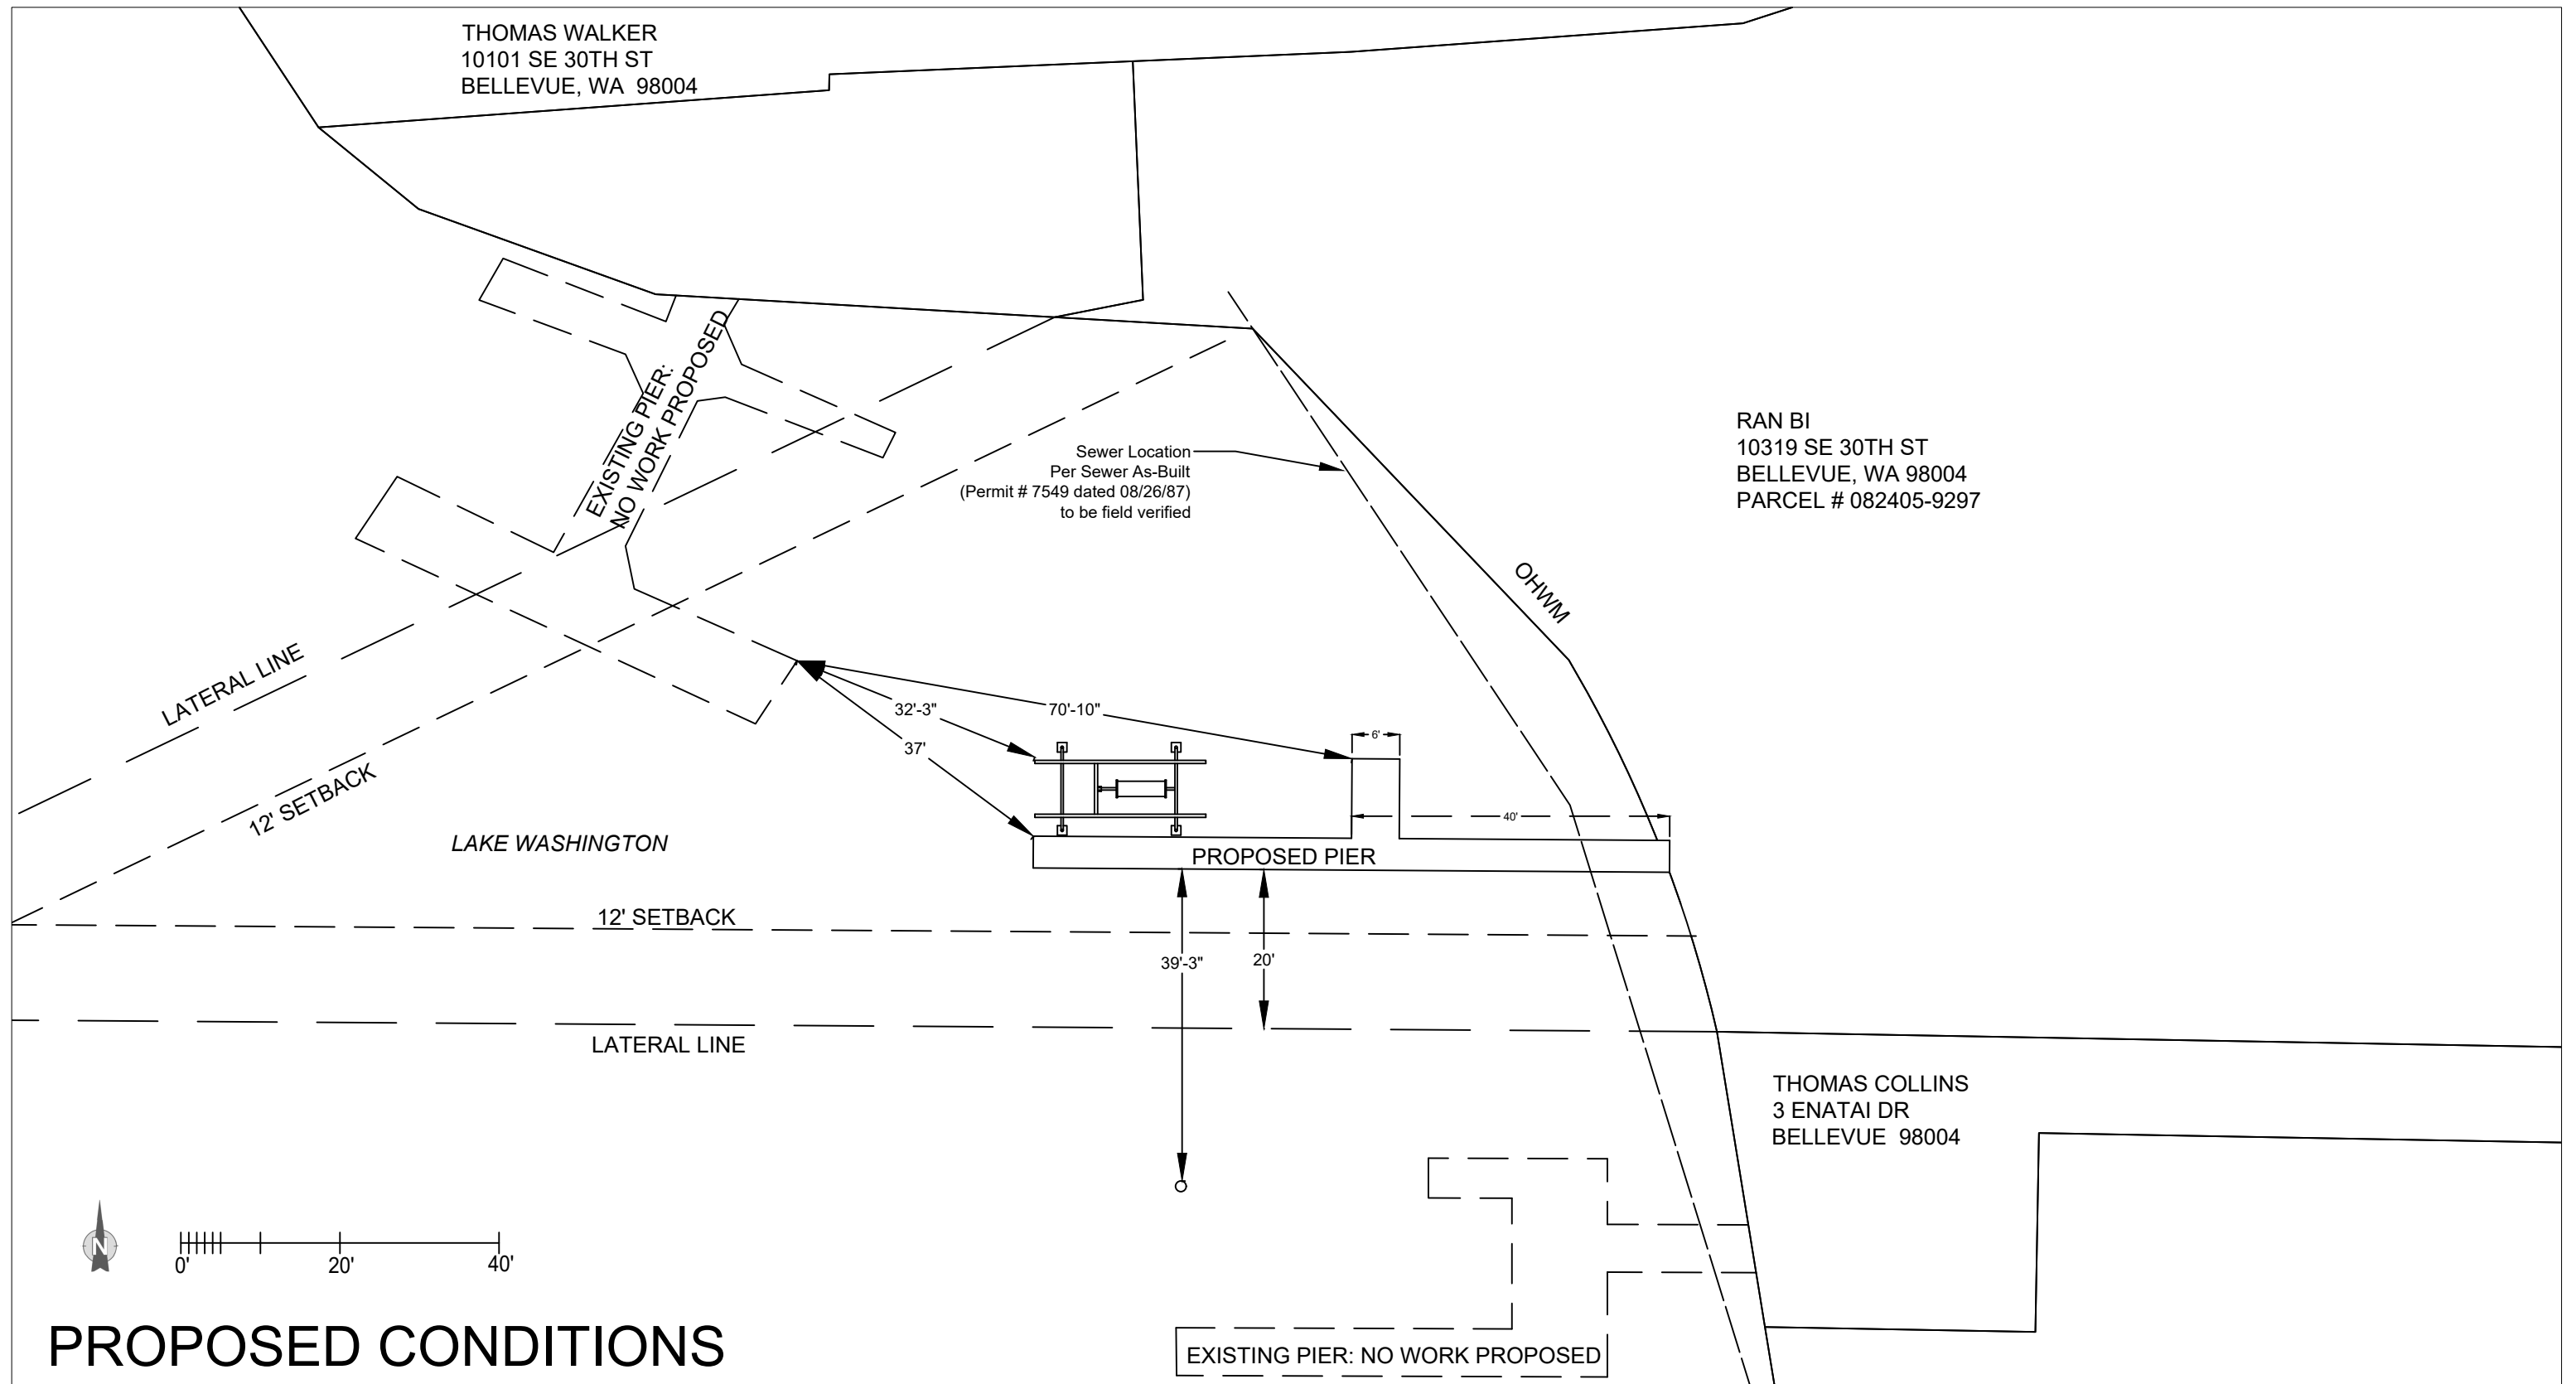 THOMAS WALKER
10101 SE 30TH ST
BELLEVUE, WA  98004
EXISTING PIER:
NO WORK PROPOSED
Sewer Location
Per Sewer As-Built
(Permit # 7549 dated 08/26/87)
to be field verified
RAN BI
10319 SE 30TH ST
BELLEVUE, WA 98004
PARCEL # 082405-9297
OHWM
LATERAL LINE
12' SETBACK
32'-3"
70'-10"
37'
6'
40'
LAKE WASHINGTON
PROPOSED PIER
12' SETBACK
39'-3"
20'
LATERAL LINE
THOMAS COLLINS
3 ENATAI DR
BELLEVUE  98004
N
0'
20'
40'
PROPOSED CONDITIONS
EXISTING PIER: NO WORK PROPOSED